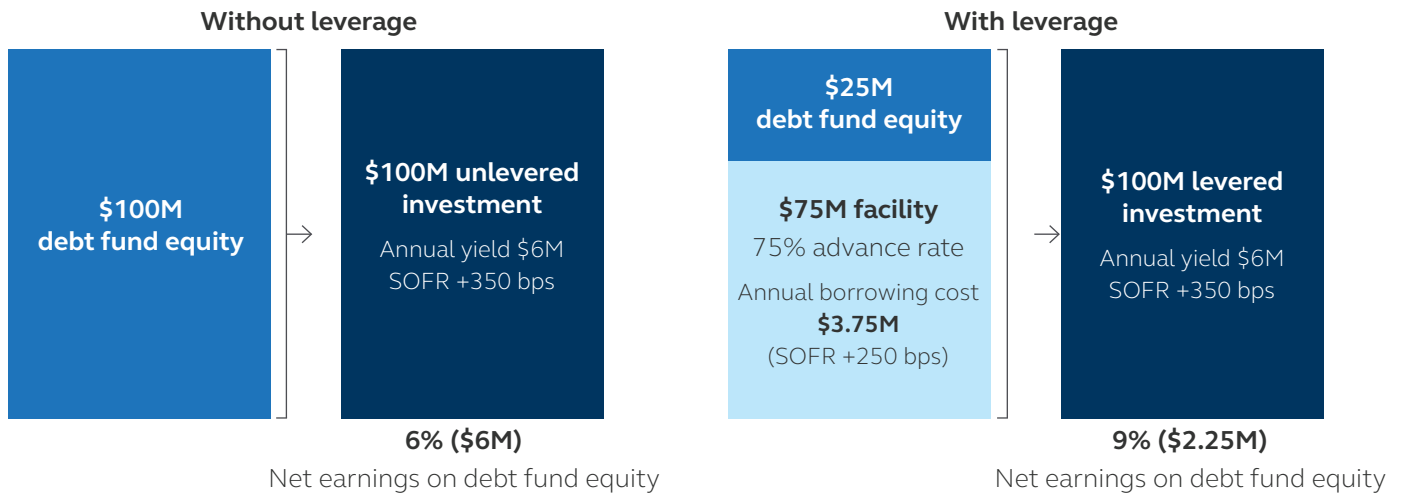 Without leverage
$100M
debt fund equity
$100M unlevered
investment
Annual yield $6M
SOFR +350 bps
6% ($6M)
Net earnings on debt fund equity
With leverage
$25M
debt fund equity
$75M facility
75% advance rate
Annual borrowing cost
$3.75M
(SOFR +250 bps)
$100M levered
investment
Annual yield $6M
SOFR +350 bps
9% ($2.25M)
Net earnings on debt fund equity